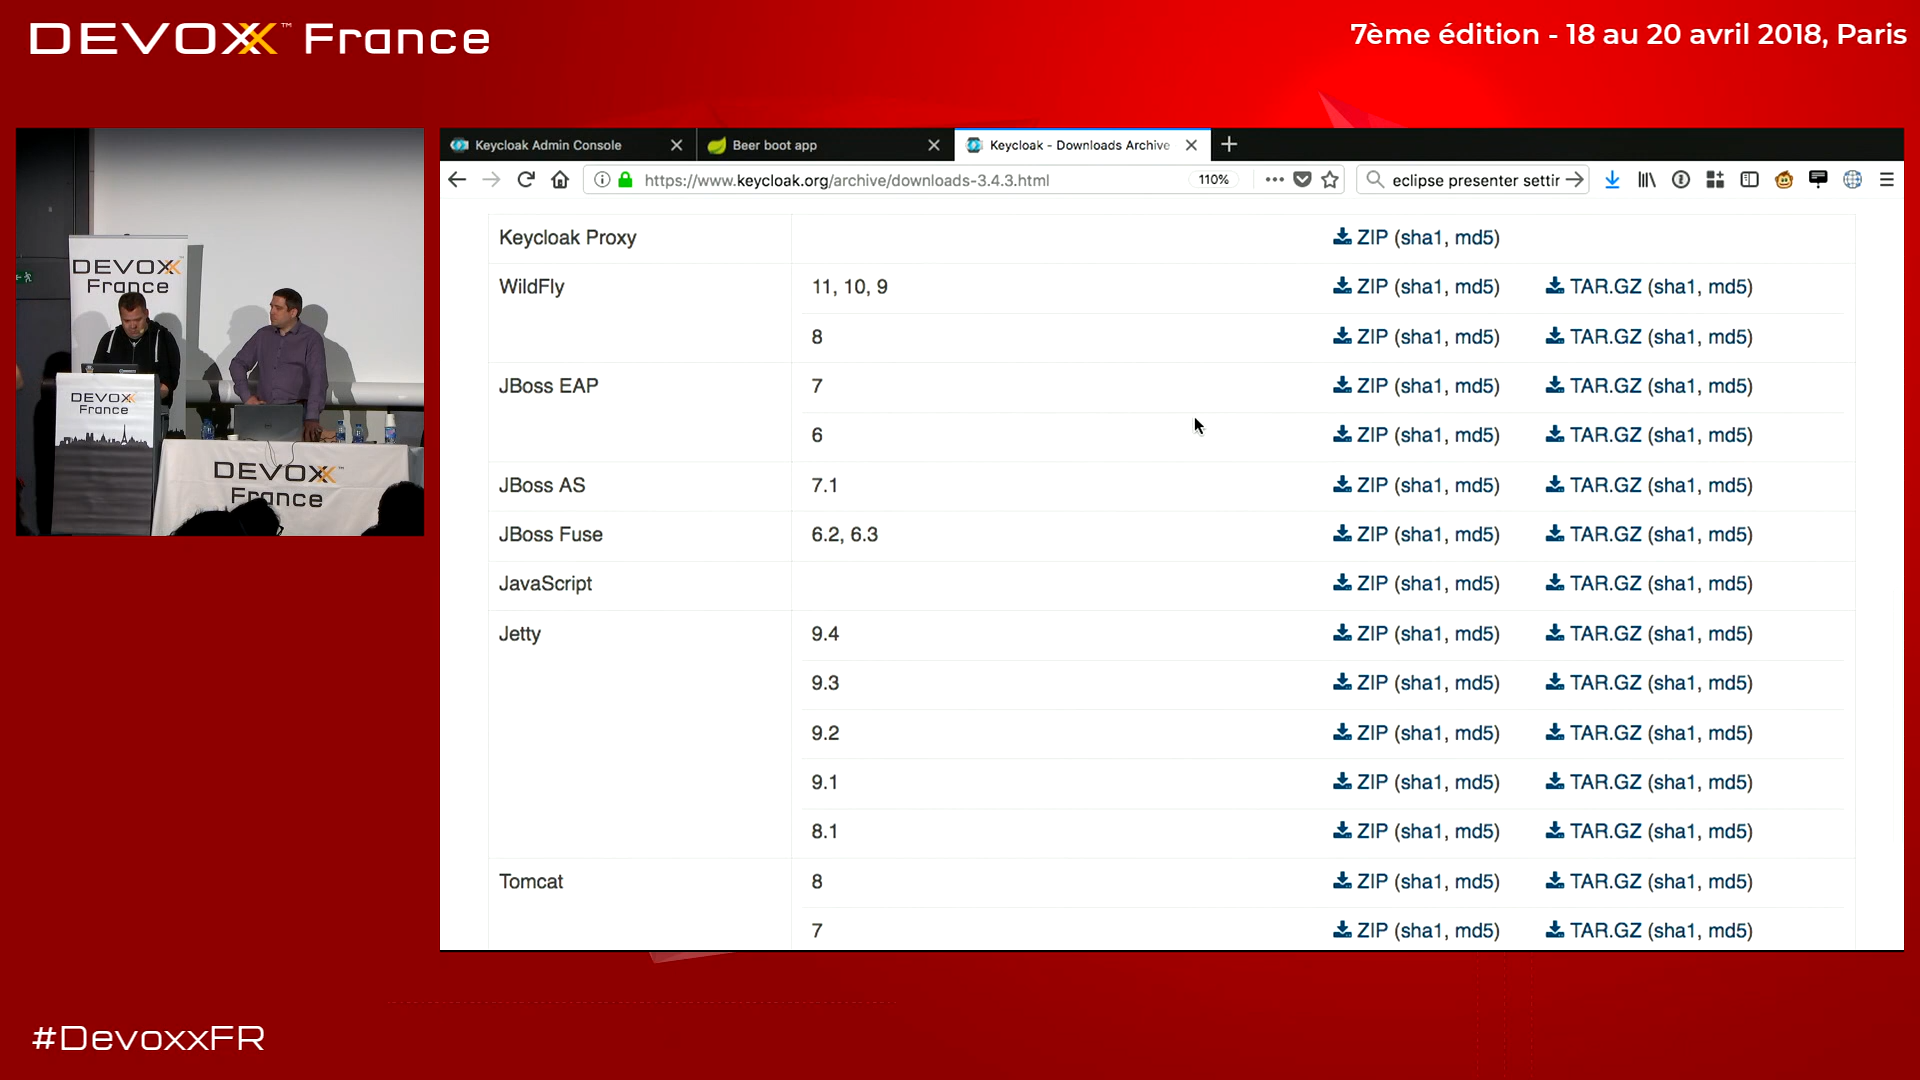 DEVOXX™ France
7ème édition - 18 au 20 avril 2018, Paris
DEVOXX™
France
DEVOXX
France
DEVOXX™
France
Keycloak Admin Console
Beer boot app
Keycloak - Downloads Archive
https://www.keycloak.org/archive/downloads-3.4.3.html
110%
eclipse presenter settir
Keycloak Proxy ZIP (sha1, md5)
WildFly 11, 10, 9 ZIP (sha1, md5) TAR.GZ (sha1, md5)
8 ZIP (sha1, md5) TAR.GZ (sha1, md5)
JBoss EAP 7 ZIP (sha1, md5) TAR.GZ (sha1, md5)
6 ZIP (sha1, md5) TAR.GZ (sha1, md5)
JBoss AS 7.1 ZIP (sha1, md5) TAR.GZ (sha1, md5)
JBoss Fuse 6.2, 6.3 ZIP (sha1, md5) TAR.GZ (sha1, md5)
JavaScript ZIP (sha1, md5) TAR.GZ (sha1, md5)
Jetty 9.4 ZIP (sha1, md5) TAR.GZ (sha1, md5)
9.3 ZIP (sha1, md5) TAR.GZ (sha1, md5)
9.2 ZIP (sha1, md5) TAR.GZ (sha1, md5)
9.1 ZIP (sha1, md5) TAR.GZ (sha1, md5)
8.1 ZIP (sha1, md5) TAR.GZ (sha1, md5)
Tomcat 8 ZIP (sha1, md5) TAR.GZ (sha1, md5)
7 ZIP (sha1, md5) TAR.GZ (sha1, md5)
#DevoxxFR